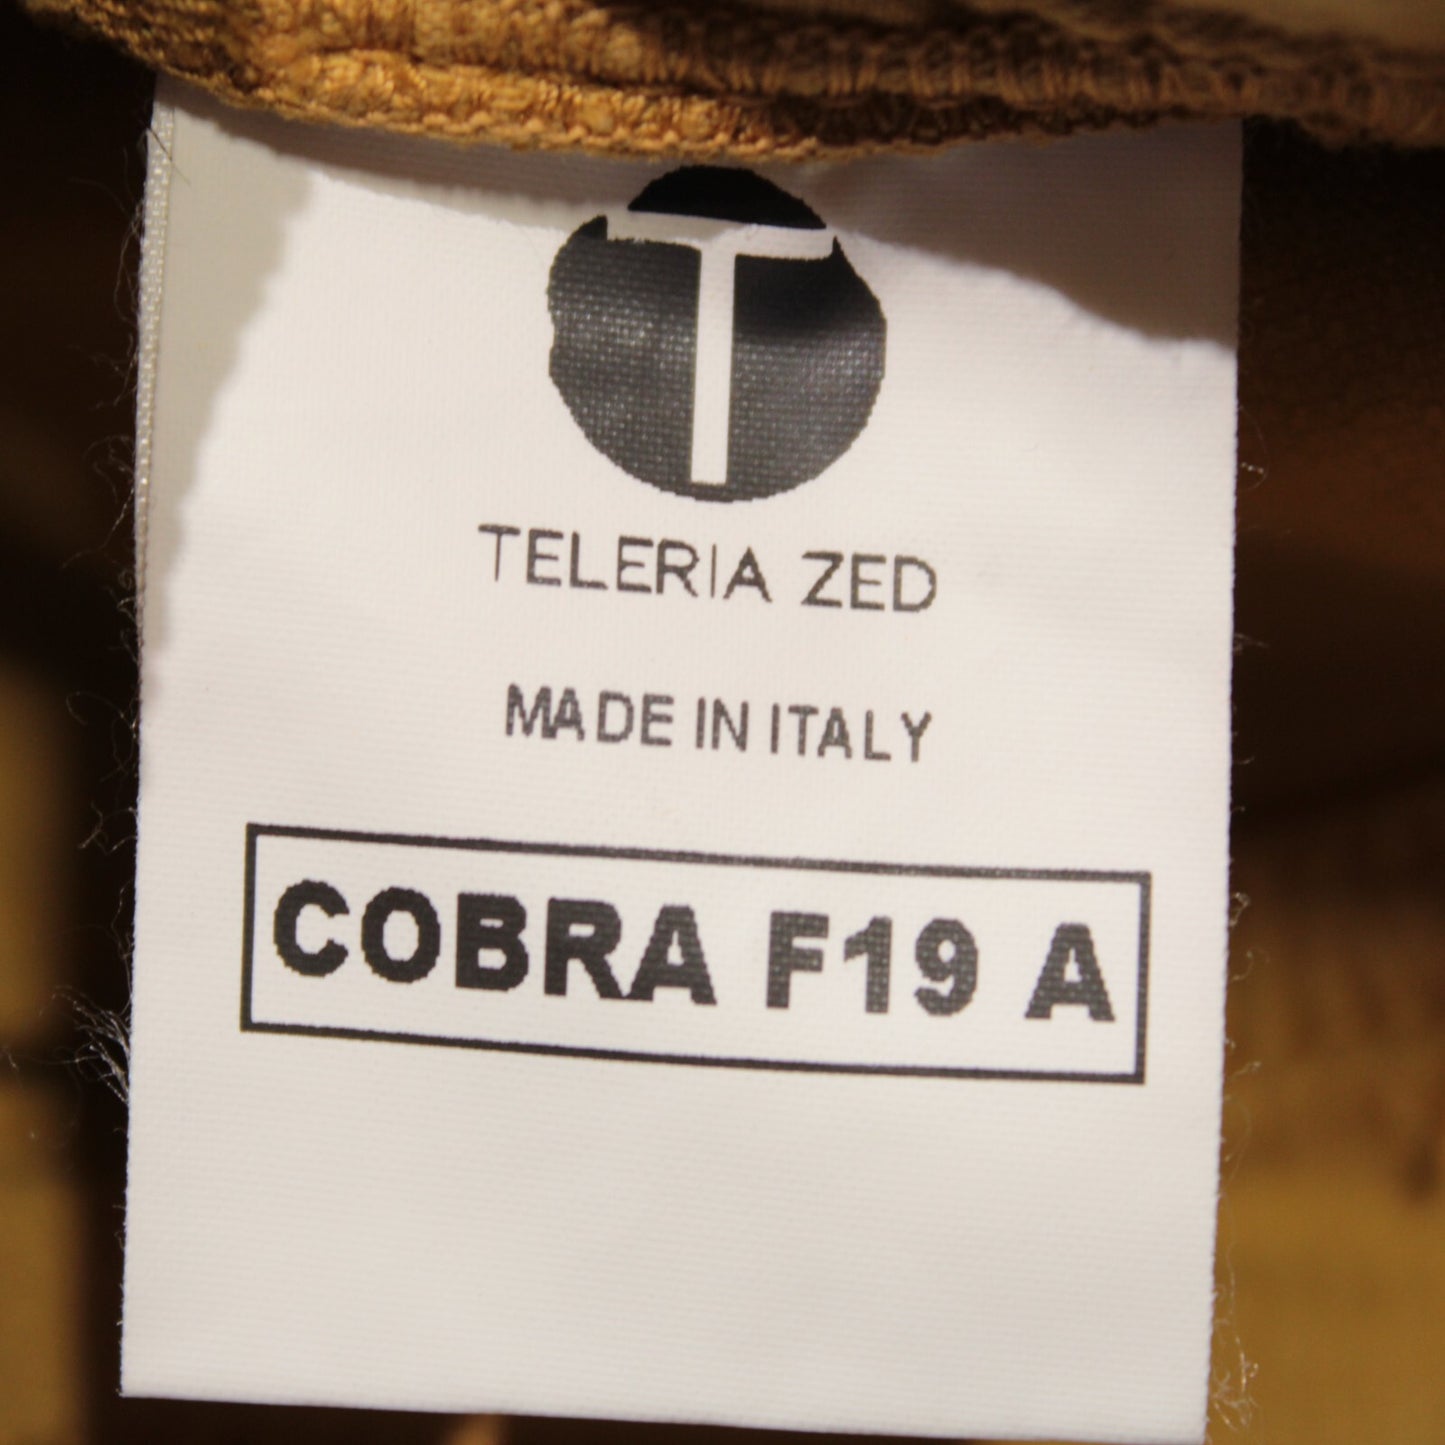 T
TELERIA ZED
MADE IN ITALY
COBRA F19 A